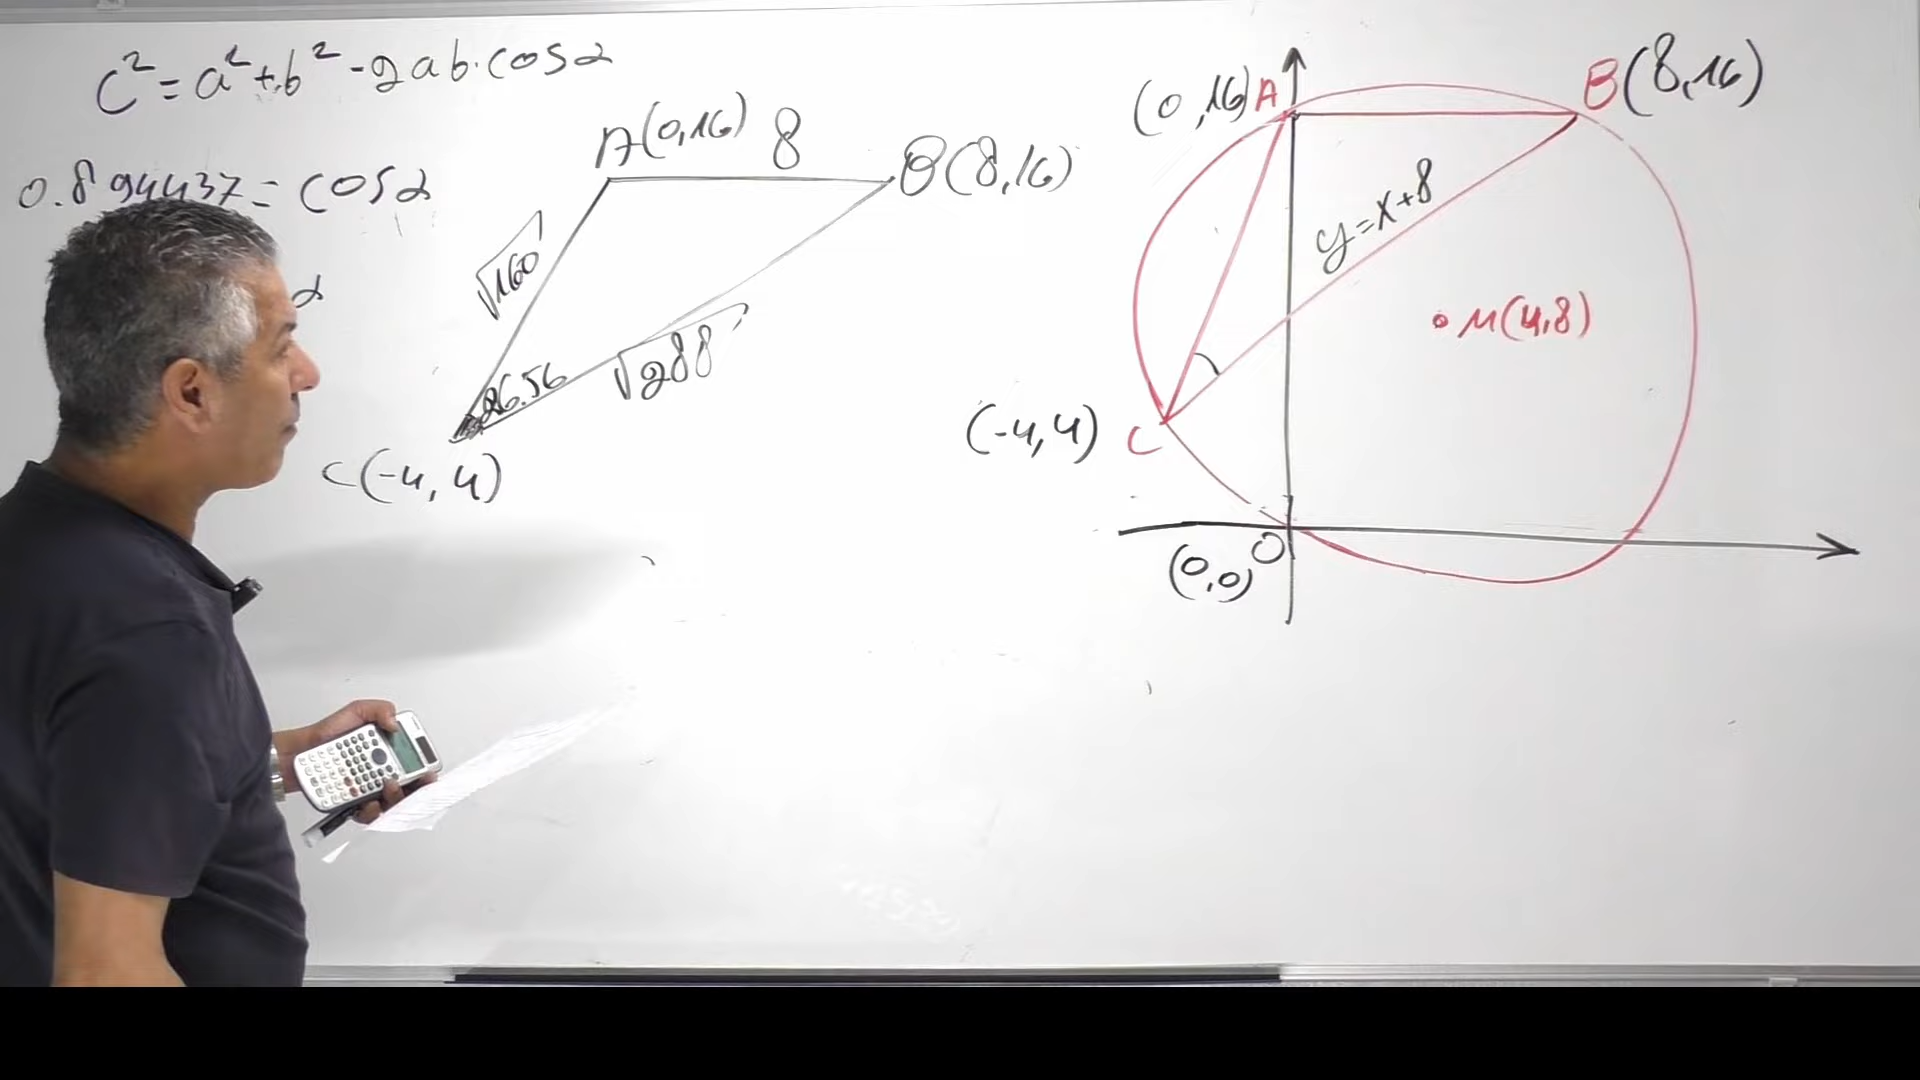 c² = a² + b² - 2ab·cosα
0.894437 = cosα
α
A(0,16)
8
B(8,16)
√160
√288
26.56
C(-4, 4)
(0,16) A
B(8,16)
y=x+8
M(4,8)
(-4,4) C
(0,0) O